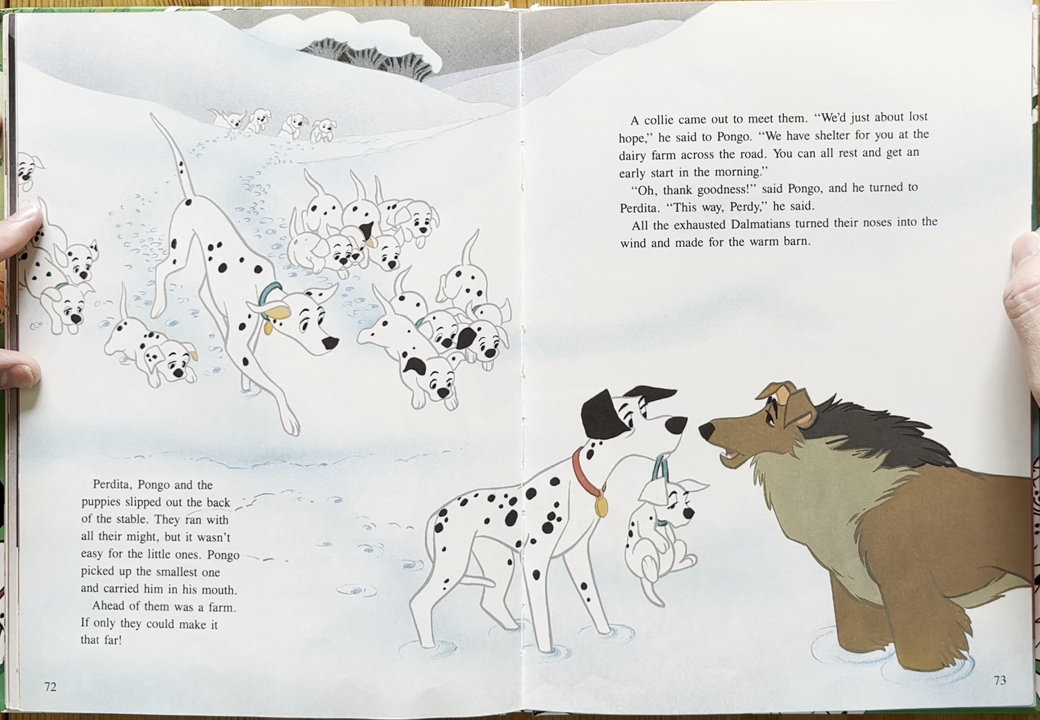 Perdita, Pongo and the
puppies slipped out the back
of the stable. They ran with
all their might, but it wasn't
easy for the little ones. Pongo
picked up the smallest one
and carried him in his mouth.
Ahead of them was a farm.
If only they could make it
that far!
72
A collie came out to meet them. "We'd just about lost
hope," he said to Pongo. "We have shelter for you at the
dairy farm across the road. You can all rest and get an
early start in the morning."
"Oh, thank goodness!" said Pongo, and he turned to
Perdita. "This way, Perdy," he said.
All the exhausted Dalmatians turned their noses into the
wind and made for the warm barn.
73